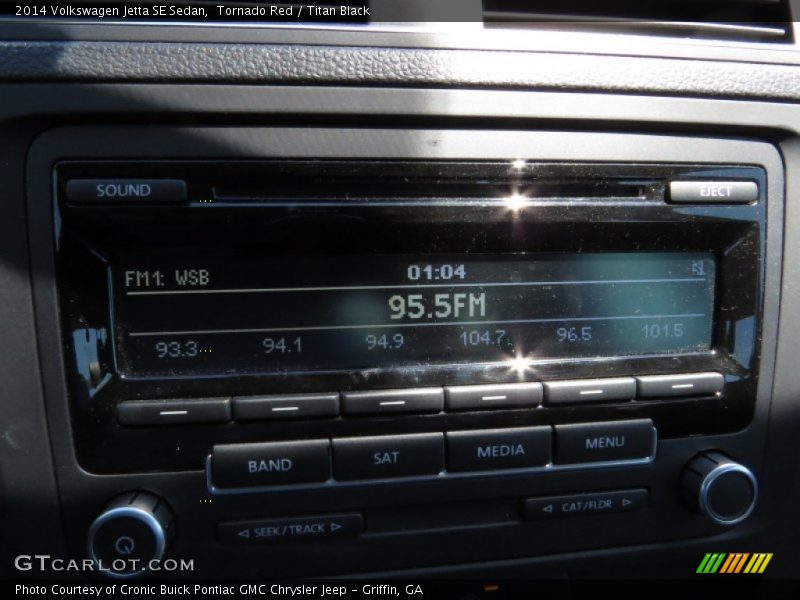 2014 Volkswagen Jetta SE Sedan,  Tornado Red / Titan Black
SOUND EJECT
FM1: WSB 01:04
95.5FM
93.3 94.1 94.9 104.7 96.5 101.5
BAND SAT MEDIA MENU
SEEK / TRACK CAT/FLDR
GTCARLOT.COM
Photo Courtesy of Cronic Buick Pontiac GMC Chrysler Jeep - Griffin, GA